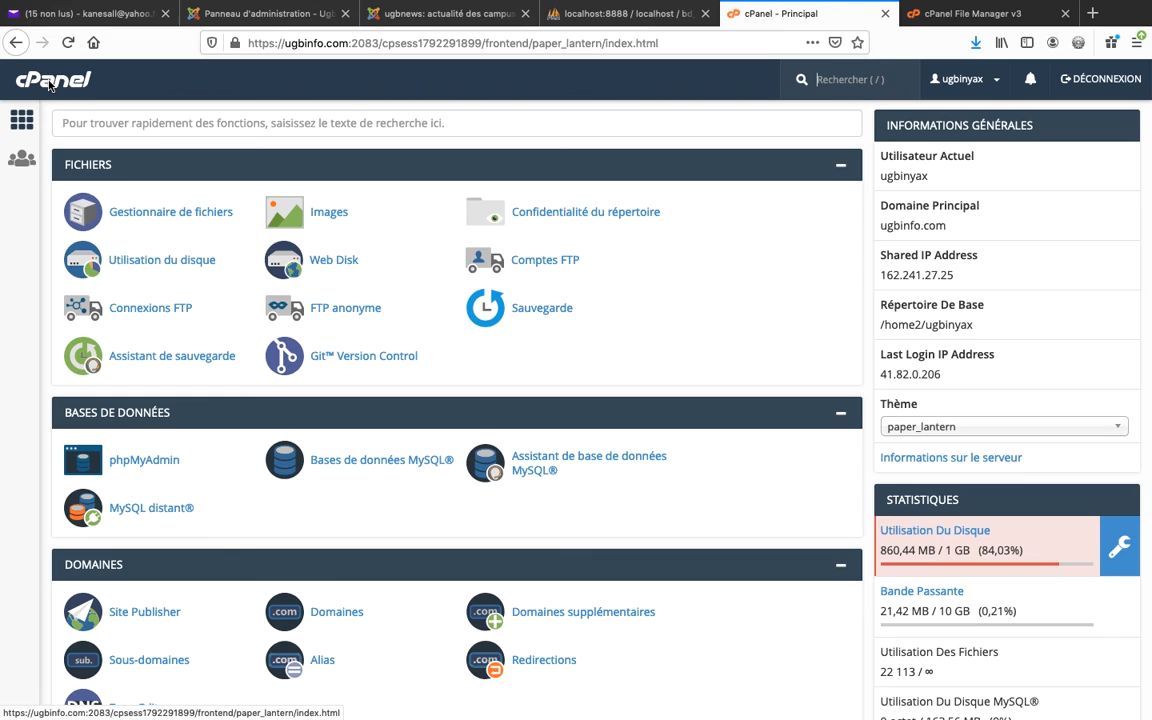 (15 non lus) - kanesall@yahoo.f
Panneau d'administration - Ugb
ugbnews: actualité des campus
localhost:8888 / localhost / bd_
cPanel - Principal
cPanel File Manager v3
https://ugbinfo.com:2083/cpsess1792291899/frontend/paper_lantern/index.html
cPanel
Rechercher ( / )
ugbinyax
DÉCONNEXION
Pour trouver rapidement des fonctions, saisissez le texte de recherche ici.
FICHIERS
Gestionnaire de fichiers
Images
Confidentialité du répertoire
Utilisation du disque
Web Disk
Comptes FTP
Connexions FTP
FTP anonyme
Sauvegarde
Assistant de sauvegarde
Git™ Version Control
BASES DE DONNÉES
phpMyAdmin
Bases de données MySQL®
Assistant de base de données
MySQL®
MySQL distant®
DOMAINES
Site Publisher
.com
Domaines
.com
Domaines supplémentaires
sub.
Sous-domaines
.com
Alias
.com
Redirections
INFORMATIONS GÉNÉRALES
Utilisateur Actuel
ugbinyax
Domaine Principal
ugbinfo.com
Shared IP Address
162.241.27.25
Répertoire De Base
/home2/ugbinyax
Last Login IP Address
41.82.0.206
Thème
paper_lantern
Informations sur le serveur
STATISTIQUES
Utilisation Du Disque
860,44 MB / 1 GB (84,03%)
Bande Passante
21,42 MB / 10 GB (0,21%)
Utilisation Des Fichiers
22 113 / ∞
Utilisation Du Disque MySQL®
https://ugbinfo.com:2083/cpsess1792291899/frontend/paper_lantern/index.html